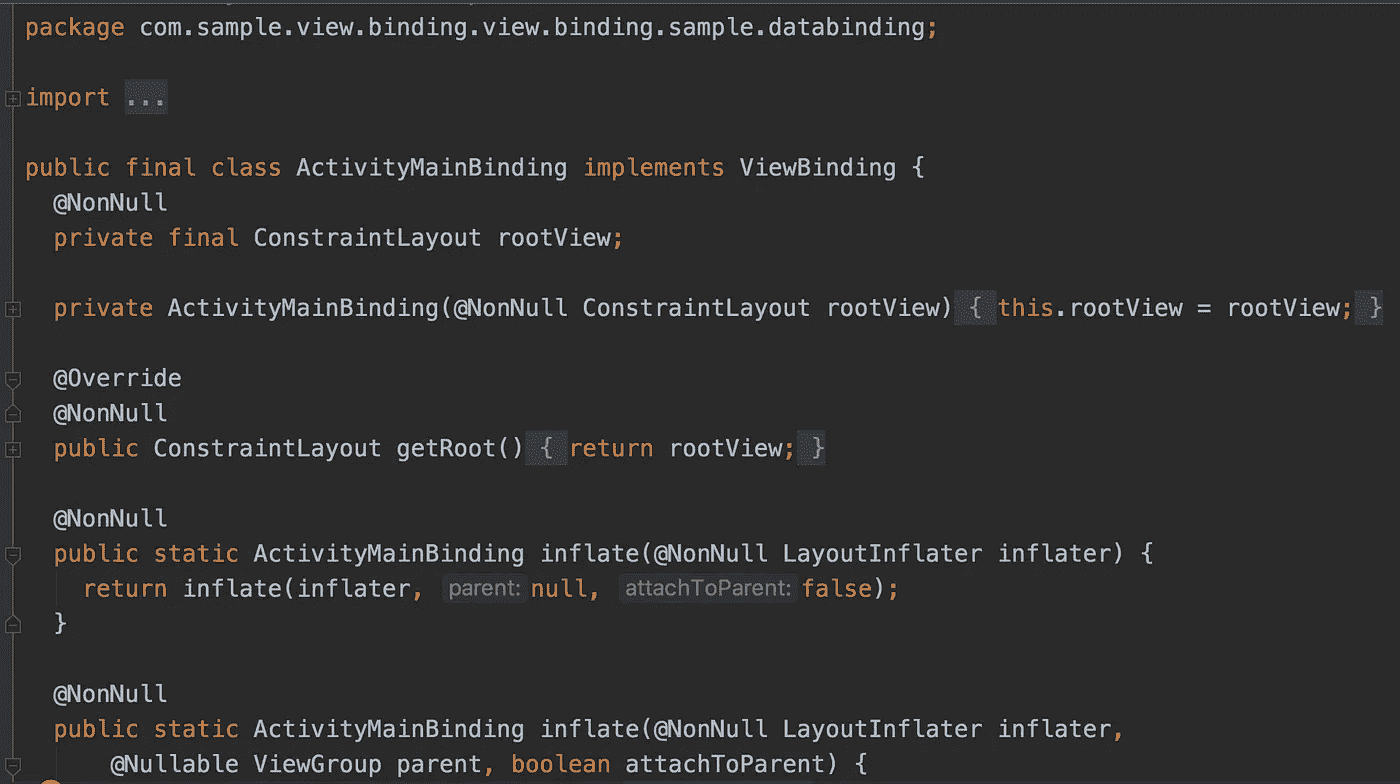 package com.sample.view.binding.view.binding.sample.databinding;
import ...
public final class ActivityMainBinding implements ViewBinding {
@NonNull
private final ConstraintLayout rootView;
private ActivityMainBinding(@NonNull ConstraintLayout rootView) { this.rootView = rootView; }
@Override
@NonNull
public ConstraintLayout getRoot() { return rootView; }
@NonNull
public static ActivityMainBinding inflate(@NonNull LayoutInflater inflater) {
return inflate(inflater, parent: null, attachToParent: false);
}
@NonNull
public static ActivityMainBinding inflate(@NonNull LayoutInflater inflater,
@Nullable ViewGroup parent, boolean attachToParent) {